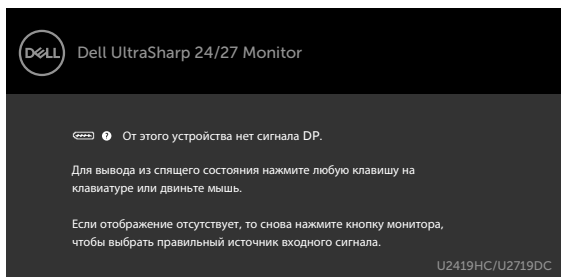 DELL
Dell UltraSharp 24/27 Monitor
? От этого устройства нет сигнала DP.
Для вывода из спящего состояния нажмите любую клавишу на
клавиатуре или двиньте мышь.
Если отображение отсутствует, то снова нажмите кнопку монитора,
чтобы выбрать правильный источник входного сигнала.
U2419HC/U2719DC